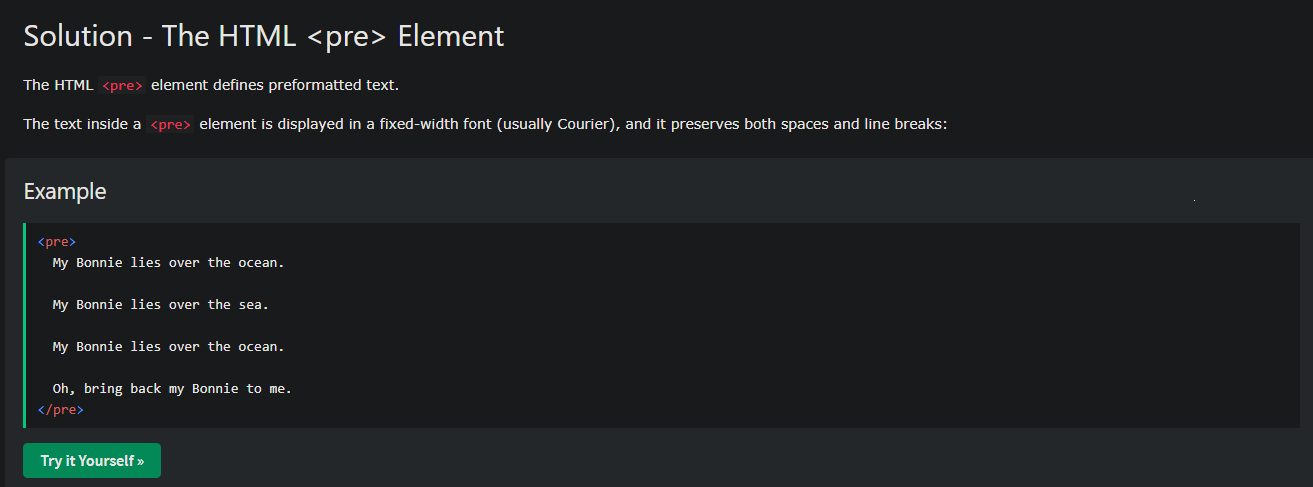 Solution - The HTML <pre> Element
The HTML <pre> element defines preformatted text.
The text inside a <pre> element is displayed in a fixed-width font (usually Courier), and it preserves both spaces and line breaks:
Example
<pre>
  My Bonnie lies over the ocean.
  My Bonnie lies over the sea.
  My Bonnie lies over the ocean.
  Oh, bring back my Bonnie to me.
</pre>
Try it Yourself »